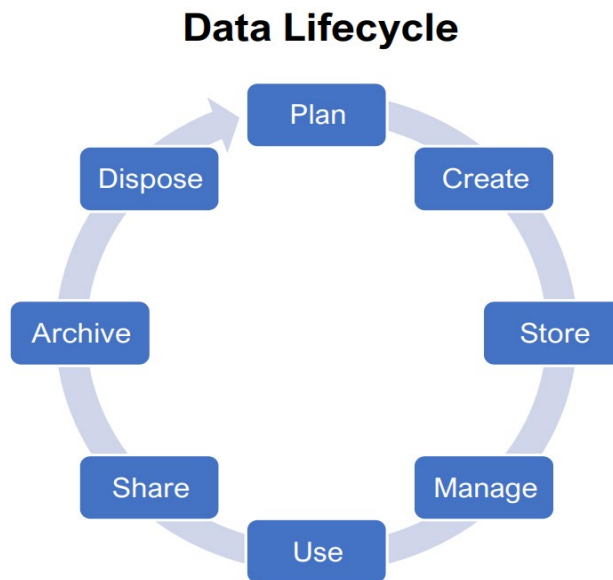 Data Lifecycle
Plan
Create
Store
Manage
Use
Share
Archive
Dispose